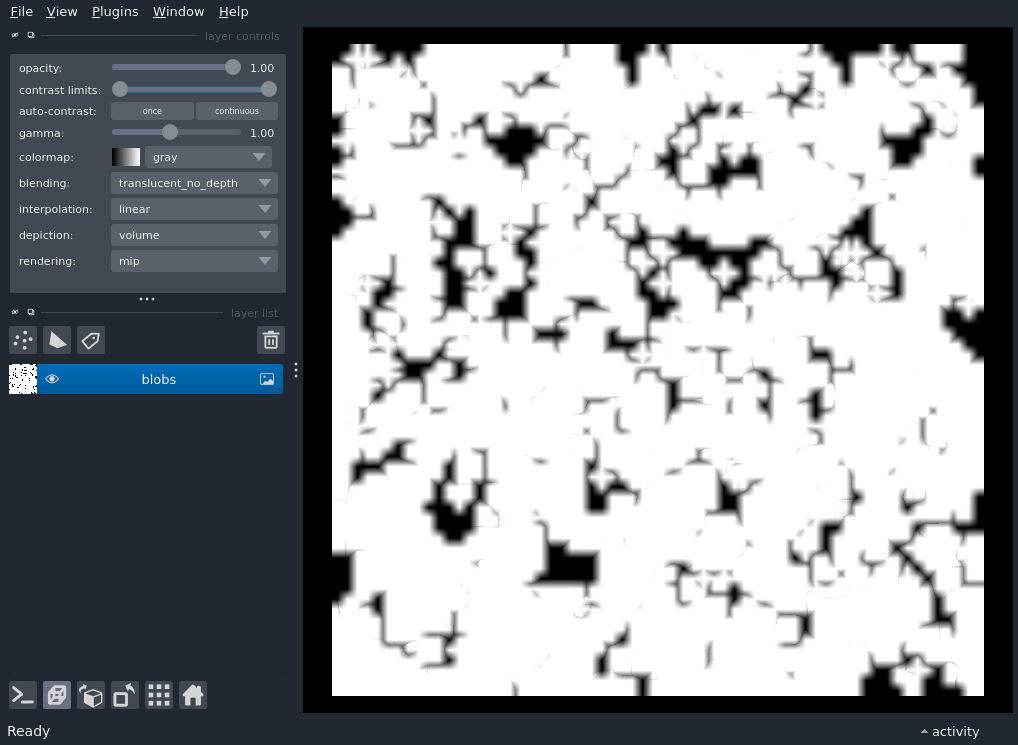 File View Plugins Window Help
layer controls
opacity: 1.00
contrast limits:
auto-contrast: once continuous
gamma: 1.00
colormap: gray
blending: translucent_no_depth
interpolation: linear
depiction: volume
rendering: mip
layer list
blobs
Ready activity